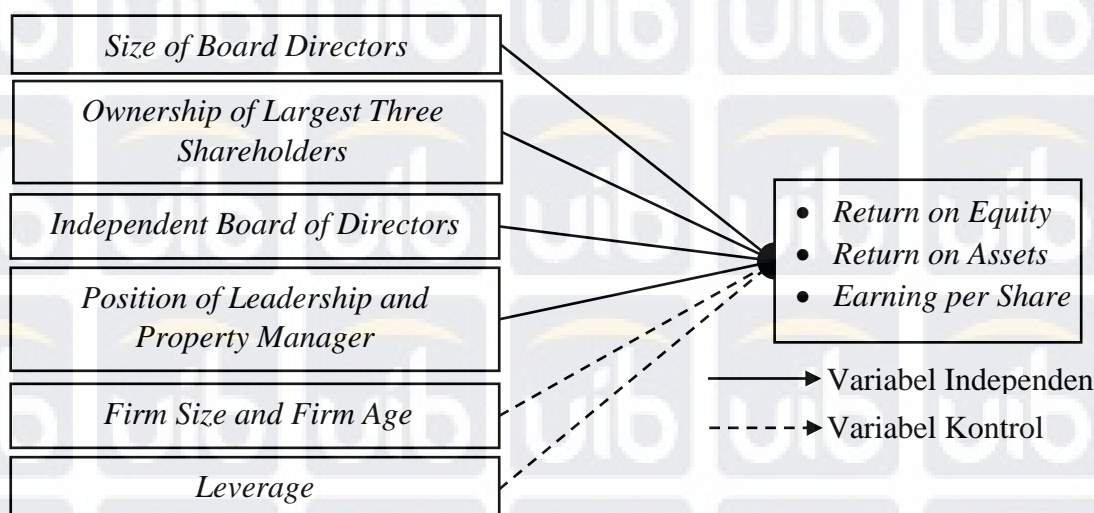 Size of Board Directors
Ownership of Largest Three
Shareholders
Independent Board of Directors
Position of Leadership and
Property Manager
Firm Size and Firm Age
Leverage
• Return on Equity
• Return on Assets
• Earning per Share
Variabel Independen
Variabel Kontrol
uib